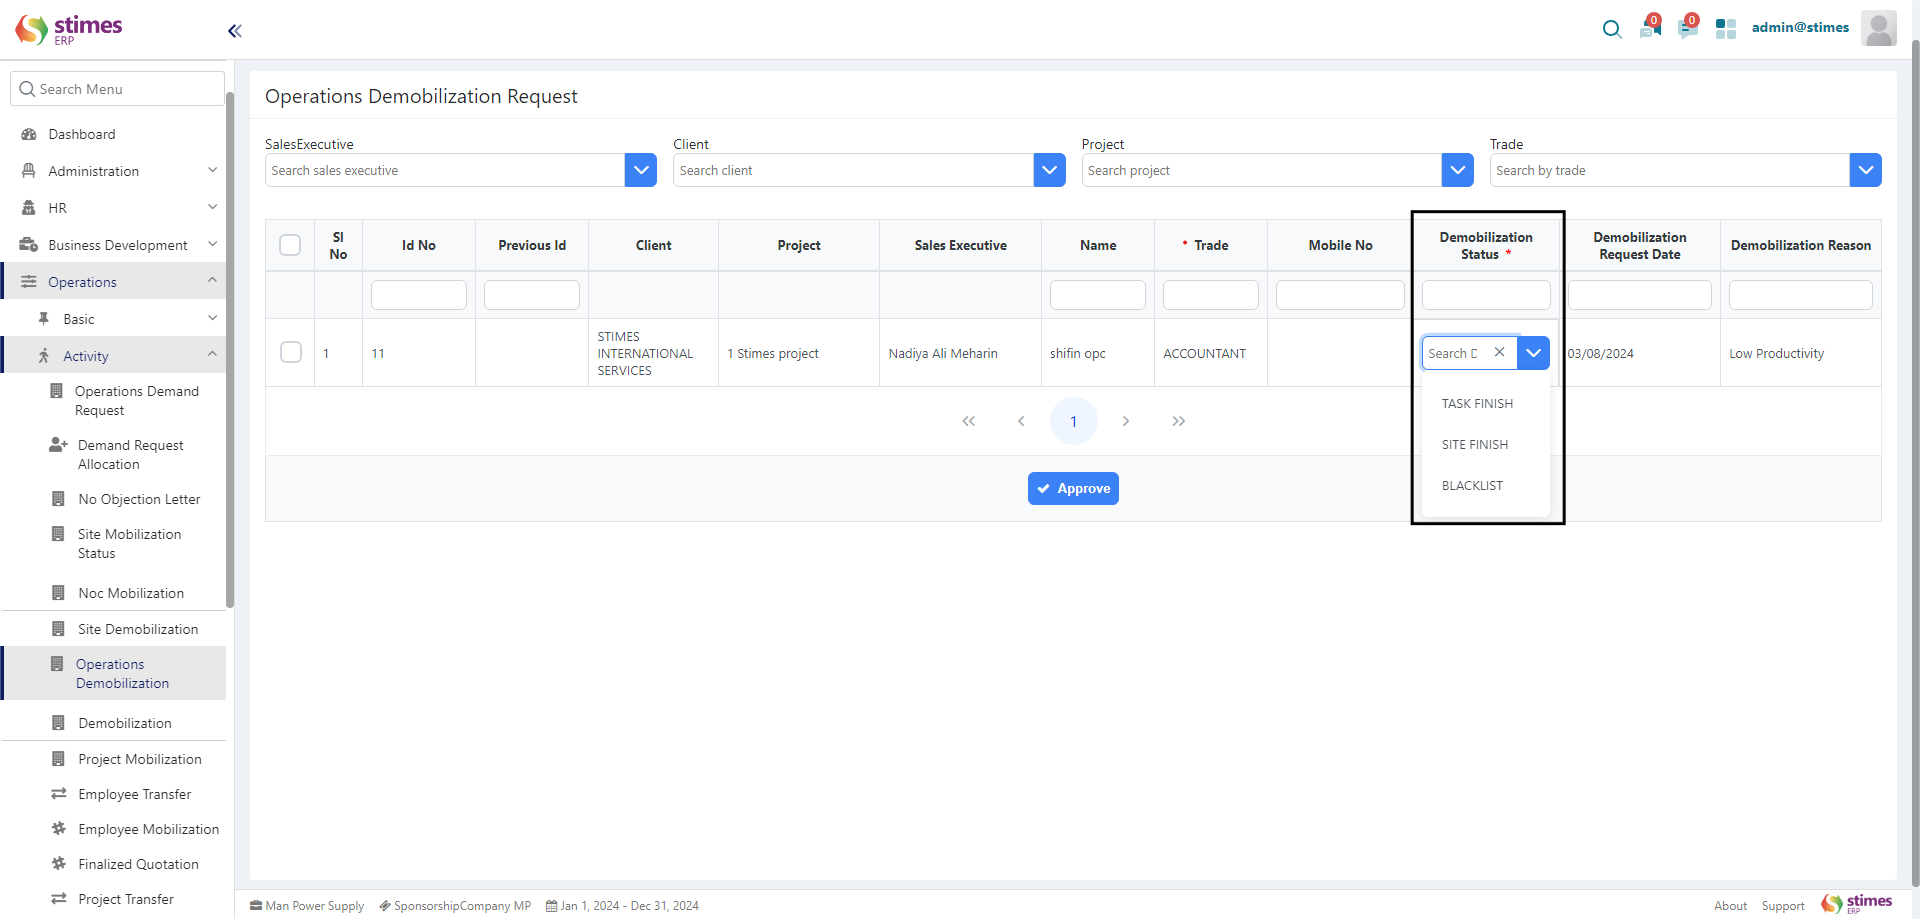 stimes
ERP
0
0
admin@stimes
Search Menu
Dashboard
Administration
HR
Business Development
Operations
Basic
Activity
Operations Demand
Request
Demand Request
Allocation
No Objection Letter
Site Mobilization
Status
Noc Mobilization
Site Demobilization
Operations
Demobilization
Demobilization
Project Mobilization
Employee Transfer
Employee Mobilization
Finalized Quotation
Project Transfer
Operations Demobilization Request
SalesExecutive
Search sales executive
Client
Search client
Project
Search project
Trade
Search by trade
Sl
No
Id No
Previous Id
Client
Project
Sales Executive
Name
* Trade
Mobile No
Demobilization
Status *
Demobilization
Request Date
Demobilization Reason
1
11
STIMES
INTERNATIONAL
SERVICES
1 Stimes project
Nadiya Ali Meharin
shifin opc
ACCOUNTANT
Search D
03/08/2024
Low Productivity
TASK FINISH
SITE FINISH
BLACKLIST
1
Approve
Man Power Supply
SponsorshipCompany MP
Jan 1, 2024 - Dec 31, 2024
About
Support
stimes
ERP